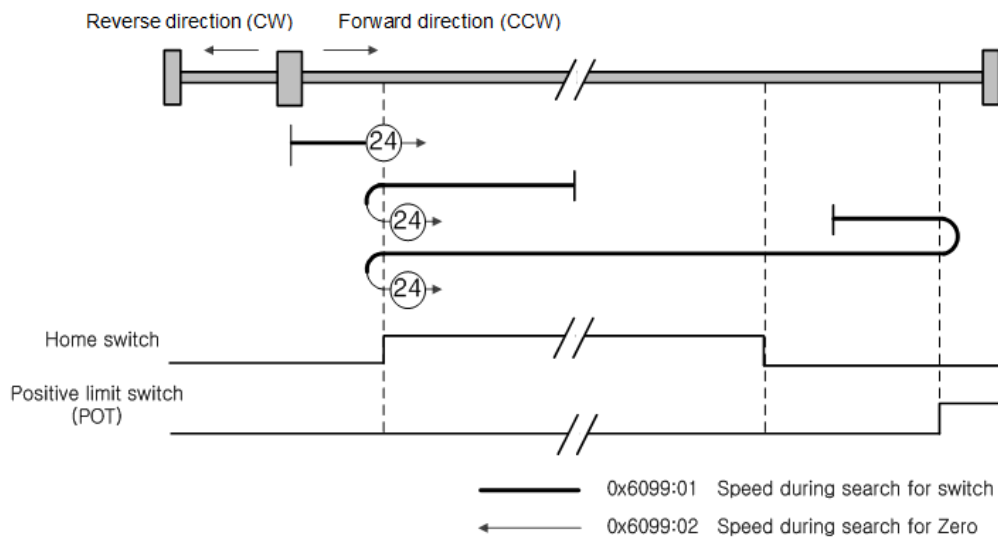 Reverse direction (CW) Forward direction (CCW)
24
24
24
Home switch
Positive limit switch
(POT)
0x6099:01 Speed during search for switch
0x6099:02 Speed during search for Zero